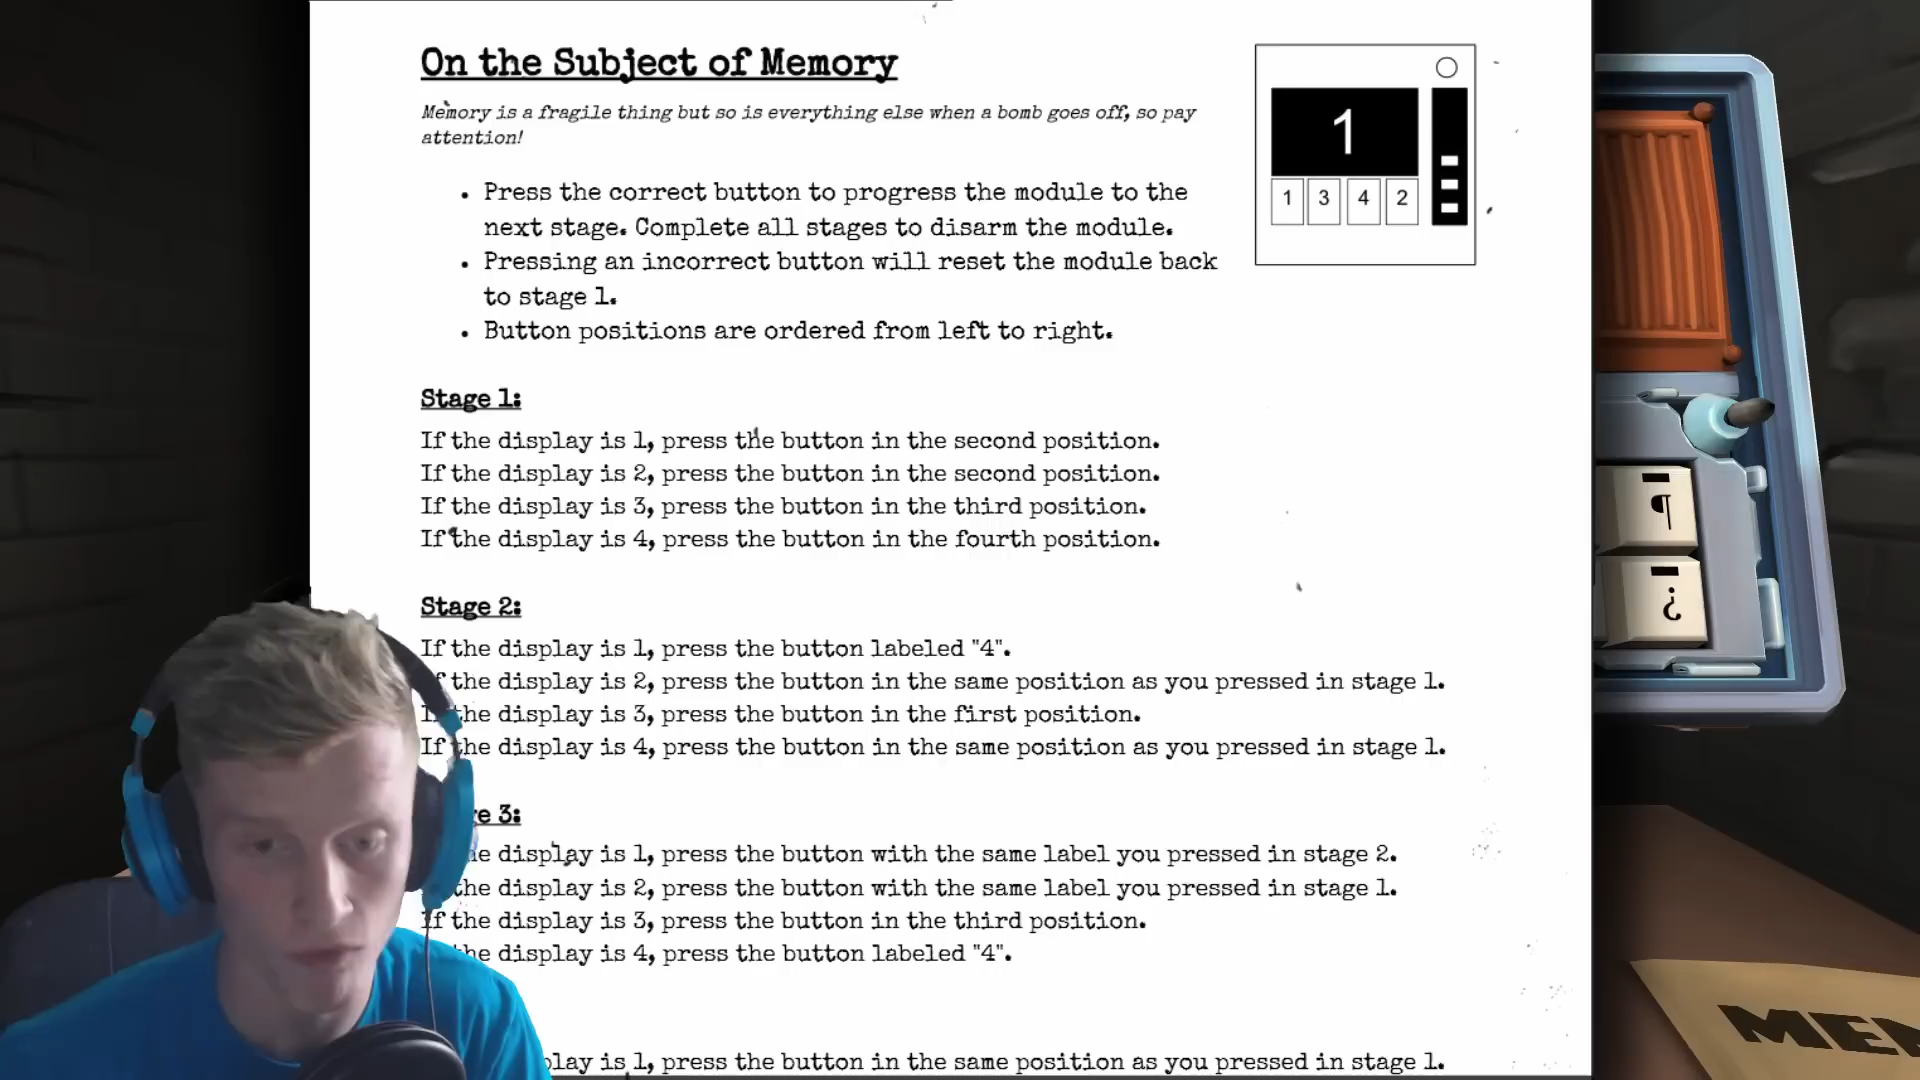 On the Subject of Memory
Memory is a fragile thing but so is everything else when a bomb goes off, so pay
attention!
1
1 3 4 2
• Press the correct button to progress the module to the
next stage. Complete all stages to disarm the module.
• Pressing an incorrect button will reset the module back
to stage 1.
• Button positions are ordered from left to right.
Stage 1:
If the display is 1, press the button in the second position.
If the display is 2, press the button in the second position.
If the display is 3, press the button in the third position.
If the display is 4, press the button in the fourth position.
¶
¿
Stage 2:
If the display is 1, press the button labeled "4".
the display is 2, press the button in the same position as you pressed in stage 1.
the display is 3, press the button in the first position.
If the display is 4, press the button in the same position as you pressed in stage 1.
3:
display is 1, press the button with the same label you pressed in stage 2.
the display is 2, press the button with the same label you pressed in stage 1.
If the display is 3, press the button in the third position.
display is 4, press the button labeled "4".
is 1, press the button in the same position as you pressed in stage 1.